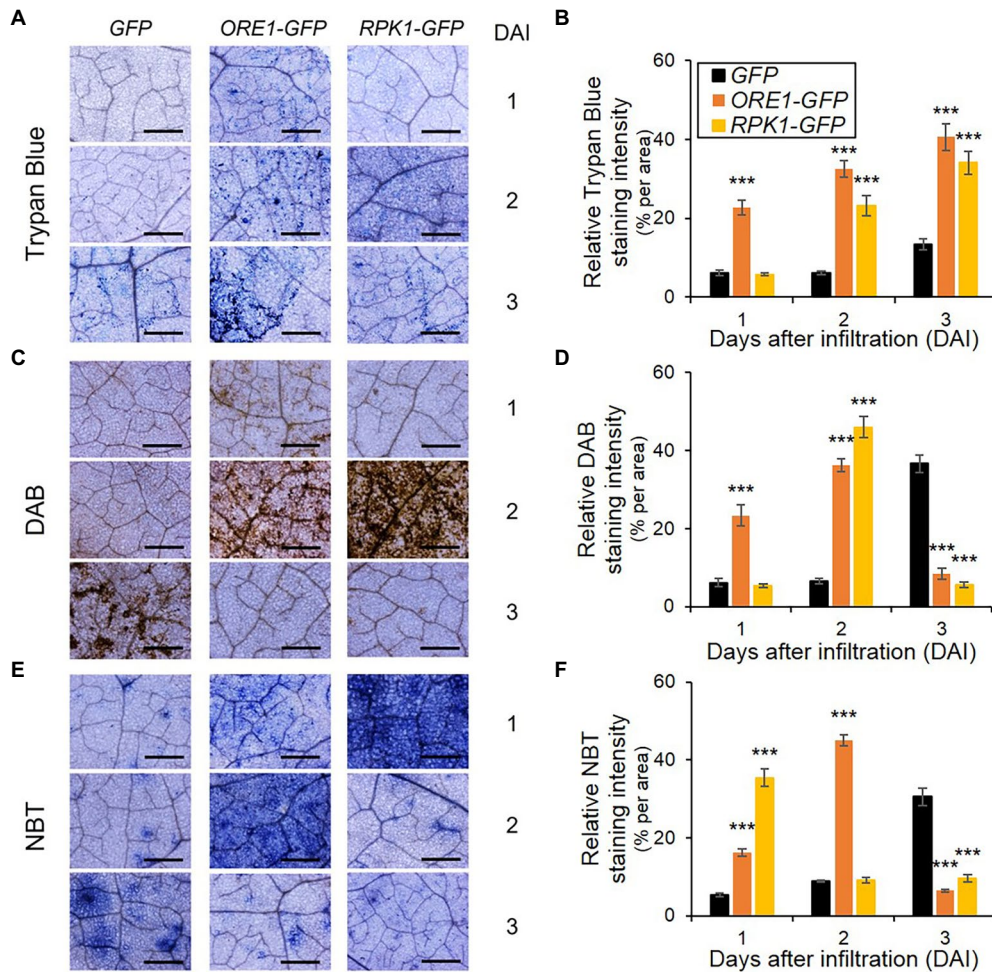 A
GFP
ORE1-GFP
RPK1-GFP
DAI
Trypan Blue
1
2
3
B
Relative Trypan Blue
staining intensity
(% per area)
60
40
20
0
GFP
ORE1-GFP
RPK1-GFP
***
***
***
***
***
1
2
3
Days after infiltration (DAI)
C
DAB
1
2
3
D
Relative DAB
staining intensity
(% per area)
60
40
20
0
***
***
***
***
***
1
2
3
Days after infiltration (DAI)
E
NBT
1
2
3
F
Relative NBT
staining intensity
(% per area)
60
40
20
0
***
***
***
***
***
1
2
3
Days after infiltration (DAI)